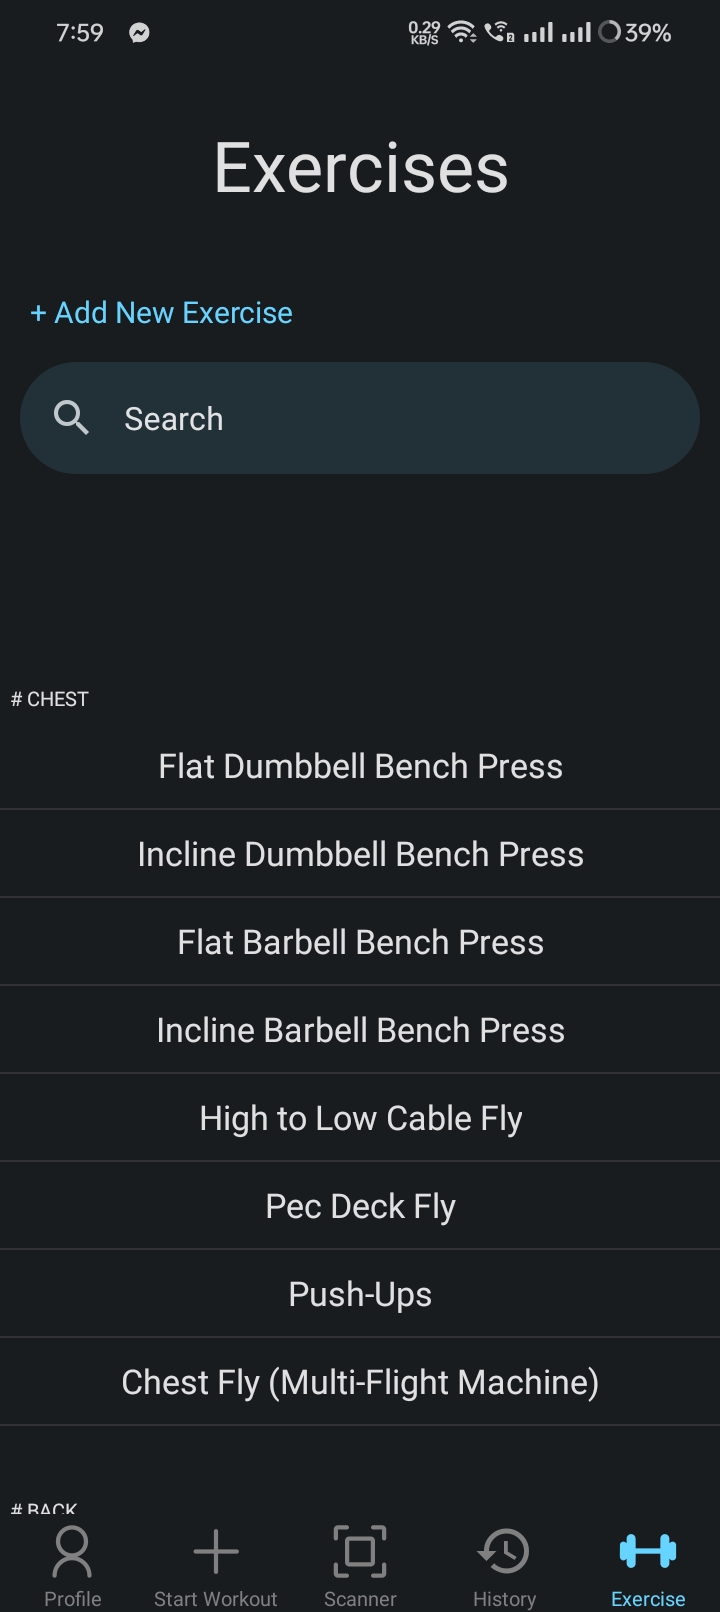 7:59
0.29
KB/S
2
39%
Exercises
+ Add New Exercise
Search
# CHEST
Flat Dumbbell Bench Press
Incline Dumbbell Bench Press
Flat Barbell Bench Press
Incline Barbell Bench Press
High to Low Cable Fly
Pec Deck Fly
Push-Ups
Chest Fly (Multi-Flight Machine)
# BACK
Profile
Start Workout
Scanner
History
Exercise